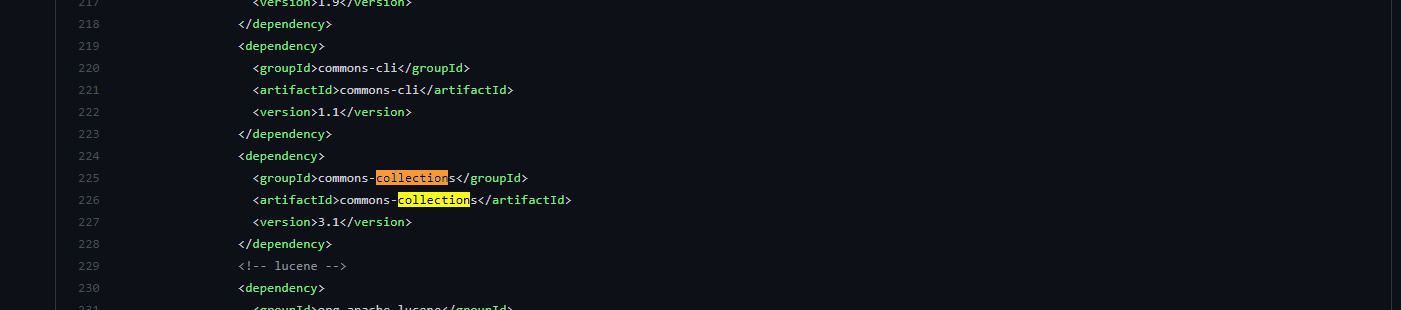 217 <version>1.9</version>
218 </dependency>
219 <dependency>
220 <groupId>commons-cli</groupId>
221 <artifactId>commons-cli</artifactId>
222 <version>1.1</version>
223 </dependency>
224 <dependency>
225 <groupId>commons-collections</groupId>
226 <artifactId>commons-collections</artifactId>
227 <version>3.1</version>
228 </dependency>
229 <!-- lucene -->
230 <dependency>
231 <groupId>org.apache.lucene</groupId>